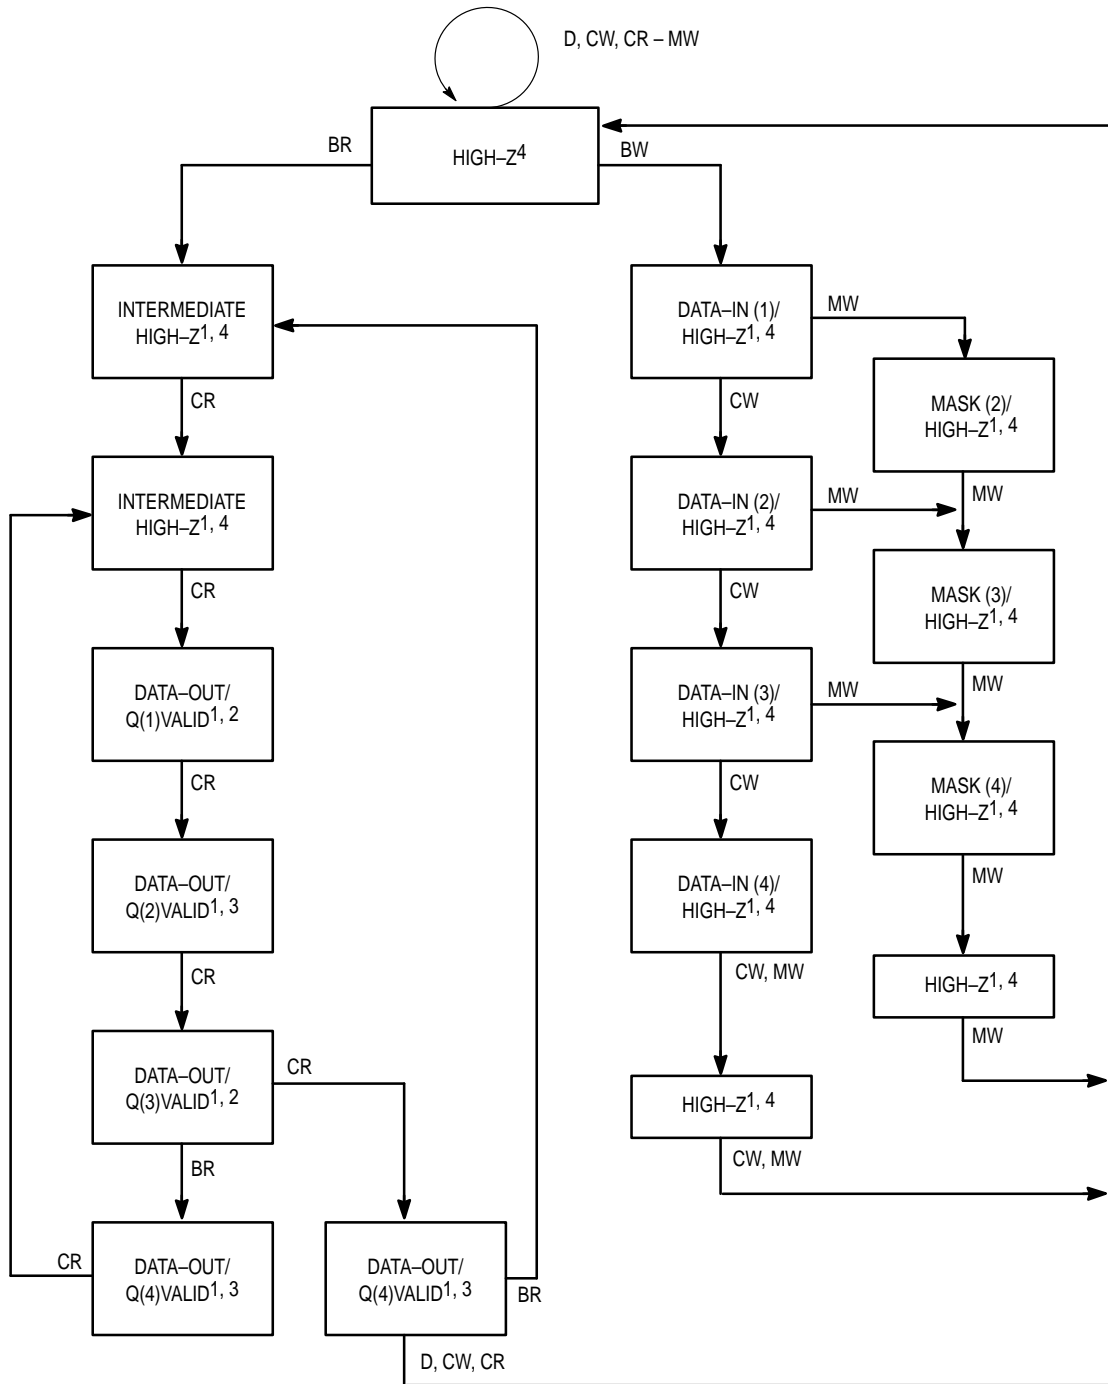 D, CW, CR – MW
HIGH–Z4
BR
BW
INTERMEDIATE
HIGH–Z1, 4
CR
INTERMEDIATE
HIGH–Z1, 4
CR
DATA–OUT/
Q(1)VALID1, 2
CR
DATA–OUT/
Q(2)VALID1, 3
CR
DATA–OUT/
Q(3)VALID1, 2
CR
BR
DATA–OUT/
Q(4)VALID1, 3
CR
DATA–OUT/
Q(4)VALID1, 3
BR
D, CW, CR
DATA–IN (1)/
HIGH–Z1, 4
MW
CW
DATA–IN (2)/
HIGH–Z1, 4
MW
CW
DATA–IN (3)/
HIGH–Z1, 4
MW
CW
DATA–IN (4)/
HIGH–Z1, 4
CW, MW
HIGH–Z1, 4
CW, MW
MASK (2)/
HIGH–Z1, 4
MW
MASK (3)/
HIGH–Z1, 4
MW
MASK (4)/
HIGH–Z1, 4
MW
HIGH–Z1, 4
MW